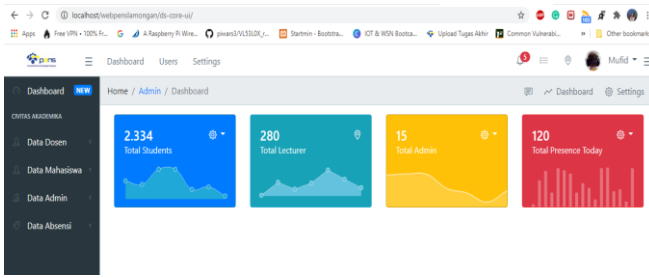 localhost/webpenslamongan/ds-core-ui/
Apps Free VPN • 100% Fr... A Raspberry Pi Wire... piwars3/VL53L0X_r... Startmin - Bootstra... IOT & WSN Bootca... Upload Tugas Akhir Common Vulnerabi... » Other bookmark
pens Dashboard Users Settings 5 Mufid
Dashboard NEW Home / Admin / Dashboard Dashboard Settings
CIVITAS AKADEMIKA
Data Dosen
Data Mahasiswa
Data Admin
Data Absensi
2.334
Total Students
280
Total Lecturer
15
Total Admin
120
Total Presence Today